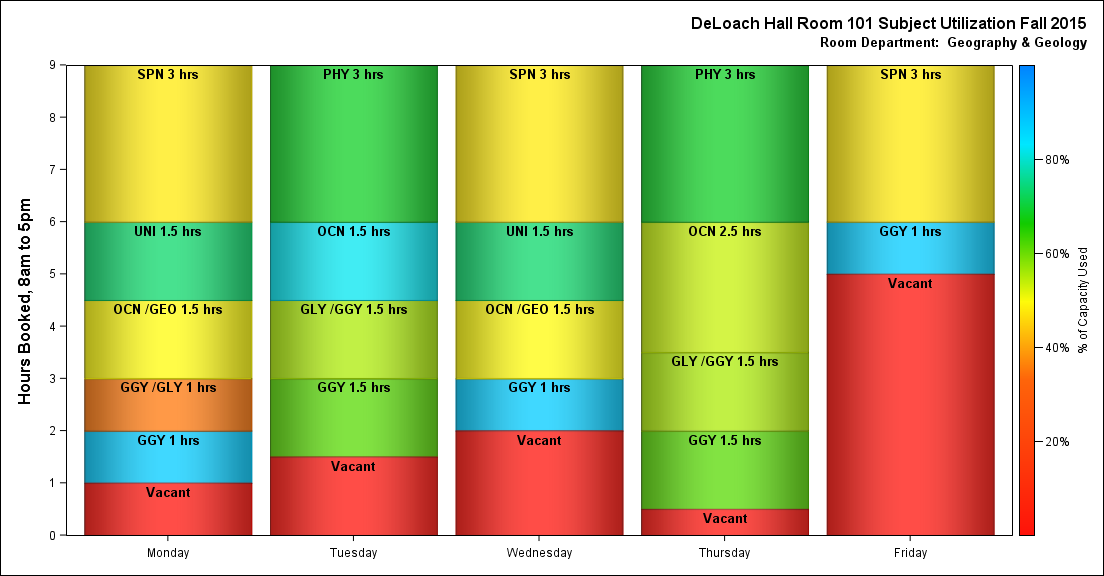 DeLoach Hall Room 101 Subject Utilization Fall 2015
Room Department:  Geography & Geology
Hours Booked, 8am to 5pm
9
8
7
6
5
4
3
2
1
0
SPN 3 hrs
UNI 1.5 hrs
OCN /GEO 1.5 hrs
GGY /GLY 1 hrs
GGY 1 hrs
Vacant
PHY 3 hrs
OCN 1.5 hrs
GLY /GGY 1.5 hrs
GGY 1.5 hrs
Vacant
SPN 3 hrs
UNI 1.5 hrs
OCN /GEO 1.5 hrs
GGY 1 hrs
Vacant
PHY 3 hrs
OCN 2.5 hrs
GLY /GGY 1.5 hrs
GGY 1.5 hrs
Vacant
SPN 3 hrs
GGY 1 hrs
Vacant
Monday
Tuesday
Wednesday
Thursday
Friday
80%
60%
40%
20%
% of Capacity Used